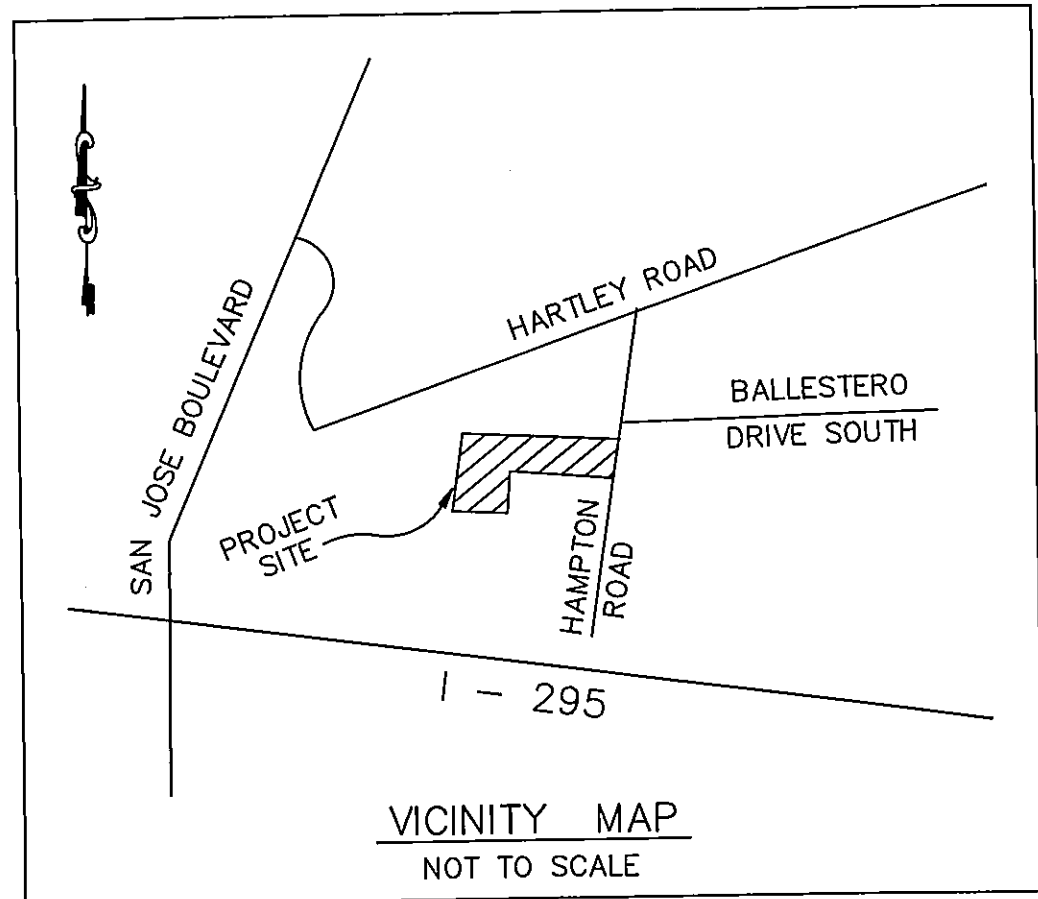 SAN JOSE BOULEVARD
HARTLEY ROAD
BALLESTERO
DRIVE SOUTH
PROJECT
SITE
HAMPTON
ROAD
I - 295
VICINITY MAP
NOT TO SCALE